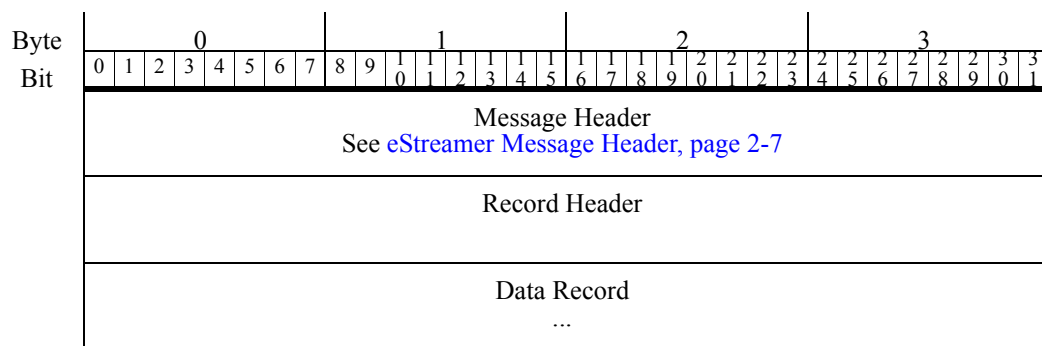 Byte 0 1 2 3
Bit 0 1 2 3 4 5 6 7 8 9 10 11 12 13 14 15 16 17 18 19 20 21 22 23 24 25 26 27 28 29 30 31
Message Header
See eStreamer Message Header, page 2-7
Record Header
Data Record
...